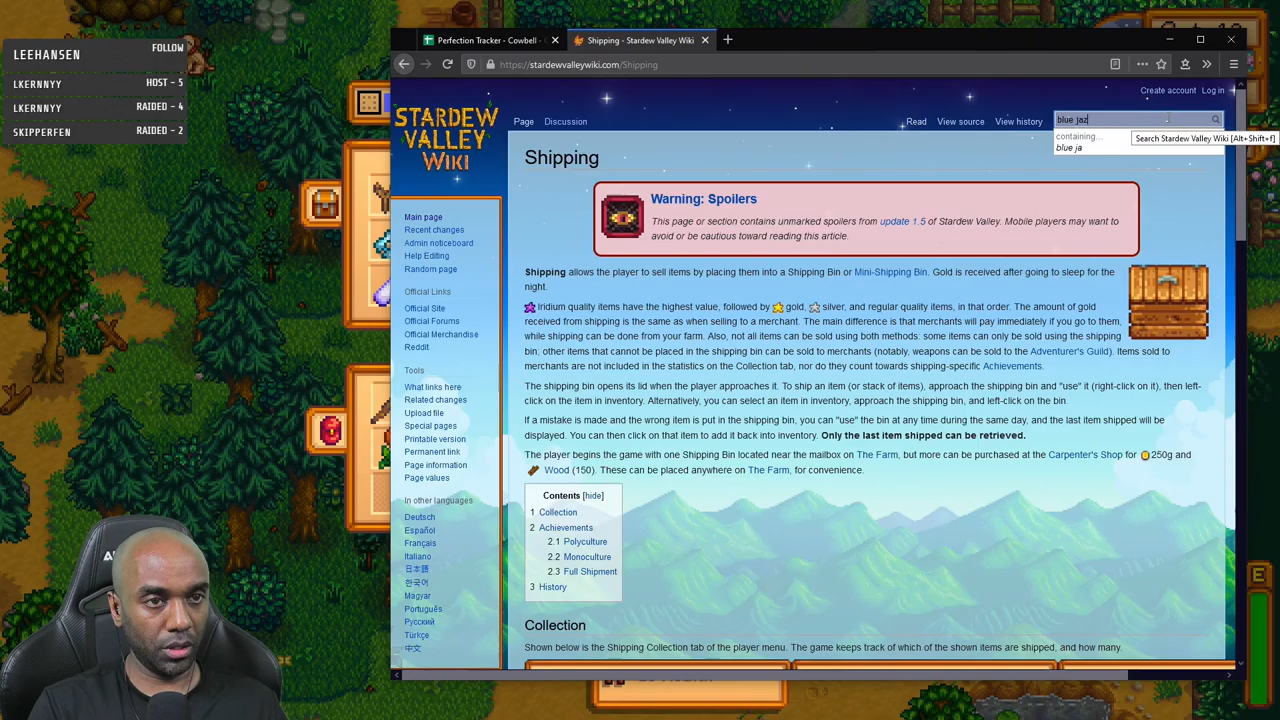 LEEHANSEN
FOLLOW
LKERNNYY
HOST - 5
LKERNNYY
RAIDED - 4
SKIPPERFEN
RAIDED - 2
Perfection Tracker - Cowbell -
Shipping - Stardew Valley Wiki
https://stardewvalleywiki.com/Shipping
Create account
Log in
STARDEW
VALLEY
WIKI
Page
Discussion
Read
View source
View history
blue jaz
containing...
blue ja
Search Stardew Valley Wiki [Alt+Shift+f]
Shipping
Warning: Spoilers
This page or section contains unmarked spoilers from update 1.5 of Stardew Valley. Mobile players may want to
avoid or be cautious toward reading this article.
Main page
Recent changes
Admin noticeboard
Help Editing
Random page
Official Links
Official Site
Official Forums
Official Merchandise
Reddit
Tools
What links here
Related changes
Upload file
Special pages
Printable version
Permanent link
Page information
Page values
In other languages
Deutsch
Español
Français
Italiano
日本語
한국어
Magyar
Português
Русский
Türkçe
中文
Shipping allows the player to sell items by placing them into a Shipping Bin or Mini-Shipping Bin. Gold is received after going to sleep for the
night.
Iridium quality items have the highest value, followed by gold, silver, and regular quality items, in that order. The amount of gold
received from shipping is the same as when selling to a merchant. The main difference is that merchants will pay immediately if you go to them,
while shipping can be done from your farm. Also, not all items can be sold using both methods: some items can only be sold using the shipping
bin; other items that cannot be placed in the shipping bin can be sold to merchants (notably, weapons can be sold to the Adventurer's Guild). Items sold to
merchants are not included in the statistics on the Collection tab, nor do they count towards shipping-specific Achievements.
The shipping bin opens its lid when the player approaches it. To ship an item (or stack of items), approach the shipping bin and "use" it (right-click on it), then left-
click on the item in inventory. Alternatively, you can select an item in inventory, approach the shipping bin, and left-click on the bin.
If a mistake is made and the wrong item is put in the shipping bin, you can "use" the bin at any time during the same day, and the last item shipped will be
displayed. You can then click on that item to add it back into inventory. Only the last item shipped can be retrieved.
The player begins the game with one Shipping Bin located near the mailbox on The Farm, but more can be purchased at the Carpenter's Shop for 250g and
Wood (150). These can be placed anywhere on The Farm, for convenience.
Contents [hide]
1 Collection
2 Achievements
2.1 Polyculture
2.2 Monoculture
2.3 Full Shipment
3 History
Collection
Shown below is the Shipping Collection tab of the player menu. The game keeps track of which of the shown items are shipped, and how many.
E